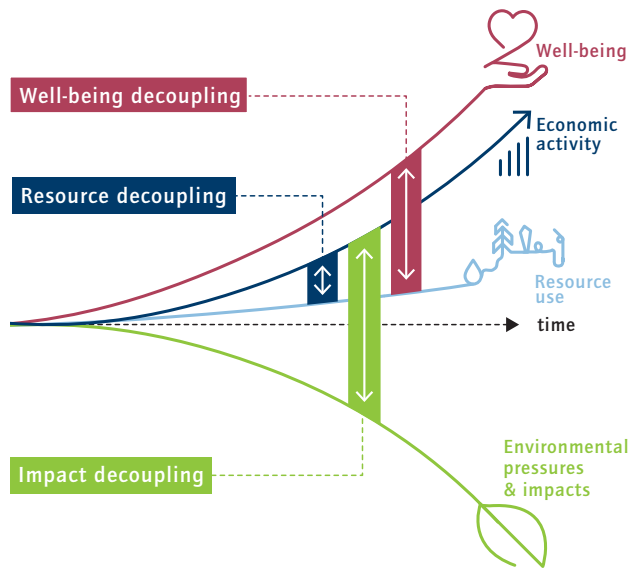 Well-being
Well-being decoupling
Economic
activity
Resource decoupling
Resource
use
time
Environmental
pressures
& impacts
Impact decoupling